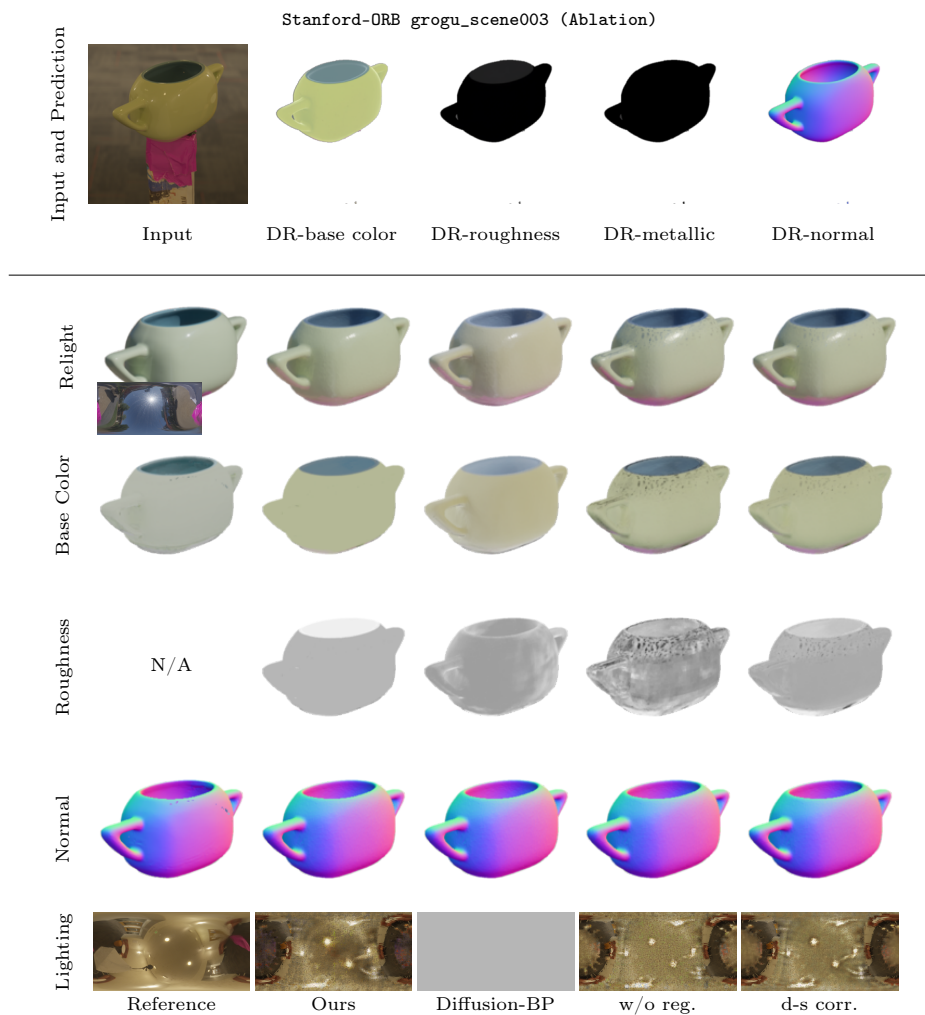 Stanford-ORB grogu_scene003 (Ablation)
Input and Prediction
Input DR-base color DR-roughness DR-metallic DR-normal
Relight
Base Color
Roughness
N/A
Normal
Lighting
Reference Ours Diffusion-BP w/o reg. d-s corr.